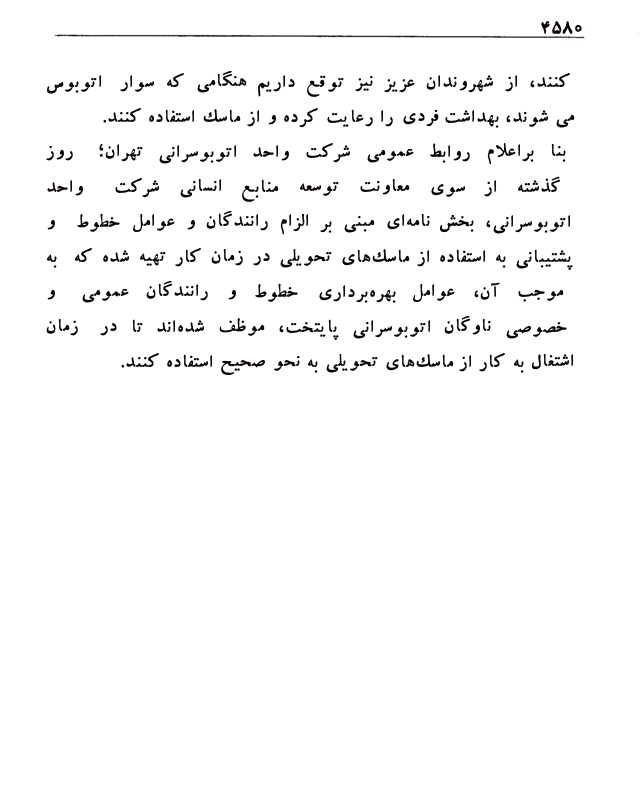 ۴۵۸۰
کنند، از شهروندان عزیز نیز توقع داریم هنگامی که سوار اتوبوس
می شوند، بهداشت فردی را رعایت کرده و از ماسک استفاده کنند.
بنا براعلام روابط عمومی شرکت واحد اتوبوسرانی تهران؛ روز
گذشته از سوی معاونت توسعه منابع انسانی شرکت واحد
اتوبوسرانی، بخش نامه‌ای مبنی بر الزام رانندگان و عوامل خطوط و
پشتیبانی به استفاده از ماسک‌های تحویلی در زمان کار تهیه شده که به
موجب آن، عوامل بهره‌برداری خطوط و رانندگان عمومی و
خصوصی ناوگان اتوبوسرانی پایتخت، موظف شده‌اند تا در زمان
اشتغال به کار از ماسک‌های تحویلی به نحو صحیح استفاده کنند.